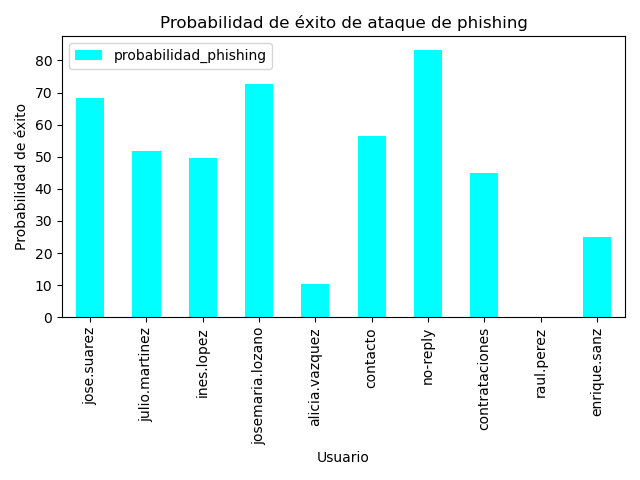 Probabilidad de éxito de ataque de phishing
probabilidad_phishing
Probabilidad de éxito
80
70
60
50
40
30
20
10
0
jose.suarez
julio.martinez
ines.lopez
josemaria.lozano
alicia.vazquez
contacto
no-reply
contrataciones
raul.perez
enrique.sanz
Usuario